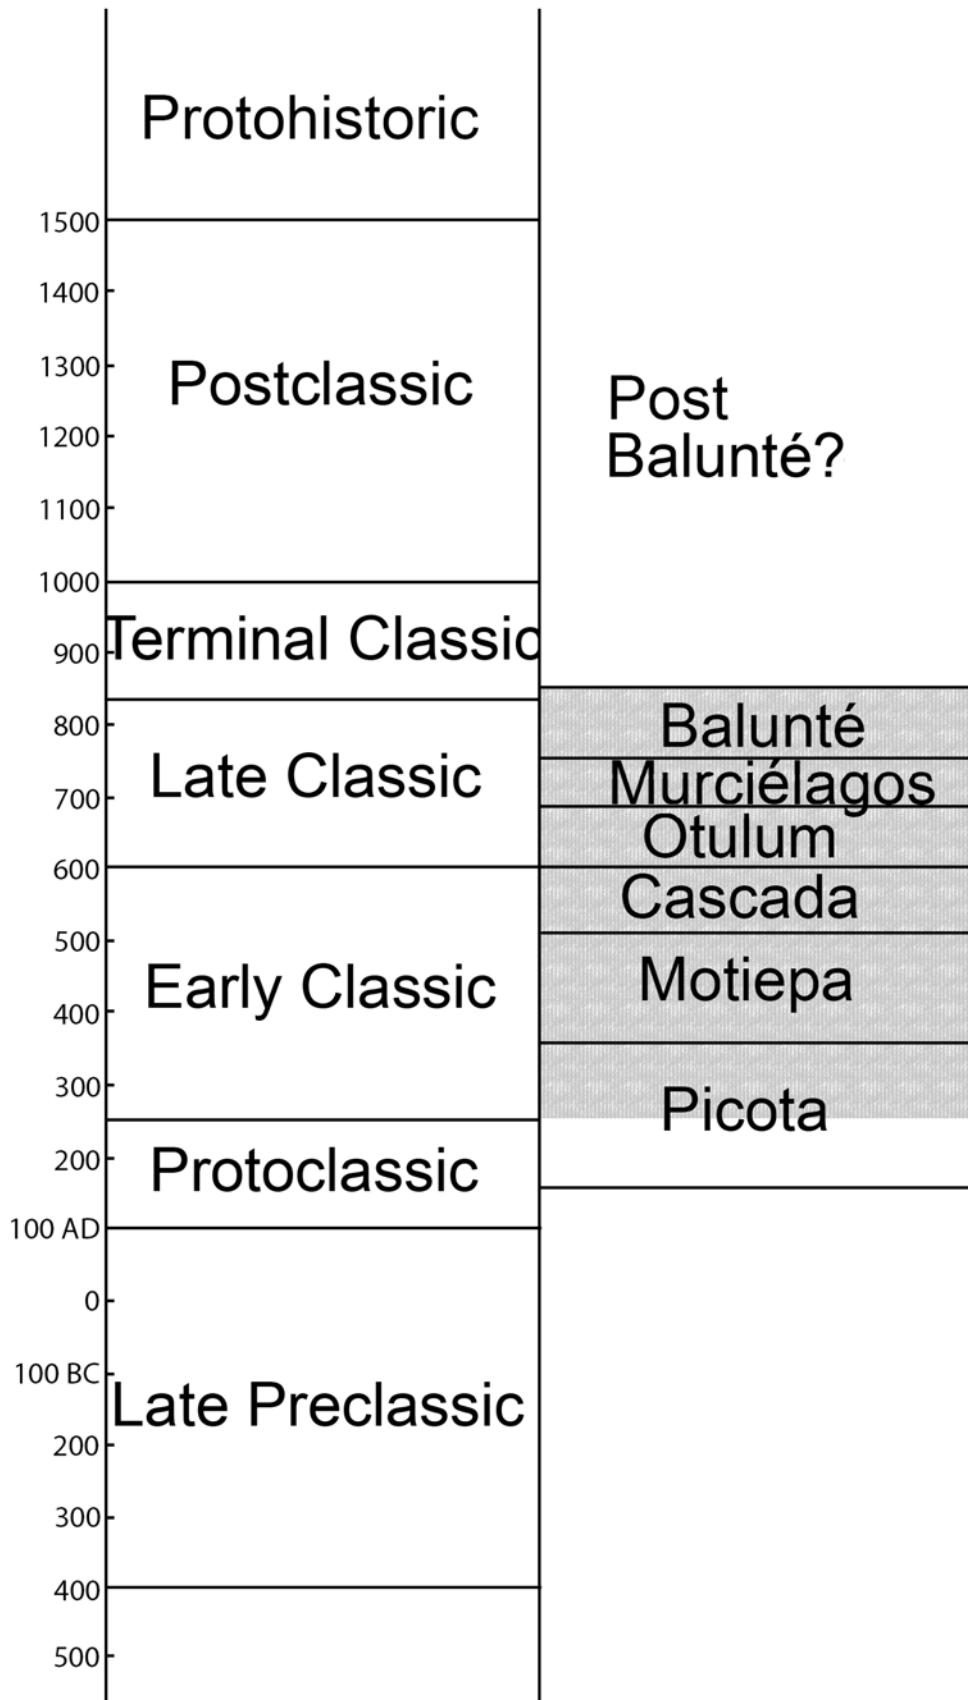 Protohistoric
1500
1400
1300
Postclassic
Post
Balunté?
1200
1100
1000
Terminal Classic
900
Balunté
800
Late Classic
Murciélagos
700
Otulum
600
Cascada
500
Motiepa
Early Classic
400
300
Picota
200
Protoclassic
100 AD
0
100 BC
Late Preclassic
200
300
400
500